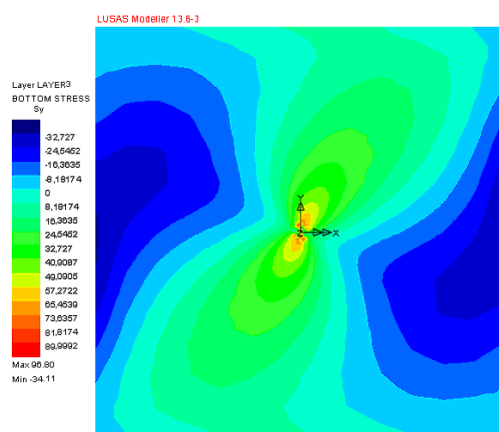 LUSAS Modeller 13.6-3
Layer LAYER3
BOTTOM STRESS
Sy
-32,727
-24,5452
-16,3635
-8,18174
0
8,18174
16,3635
24,5452
32,727
40,9087
49,0905
57,2722
65,4539
73,6357
81,8174
89,9992
Max 96.80
Min -34.11
Y
X